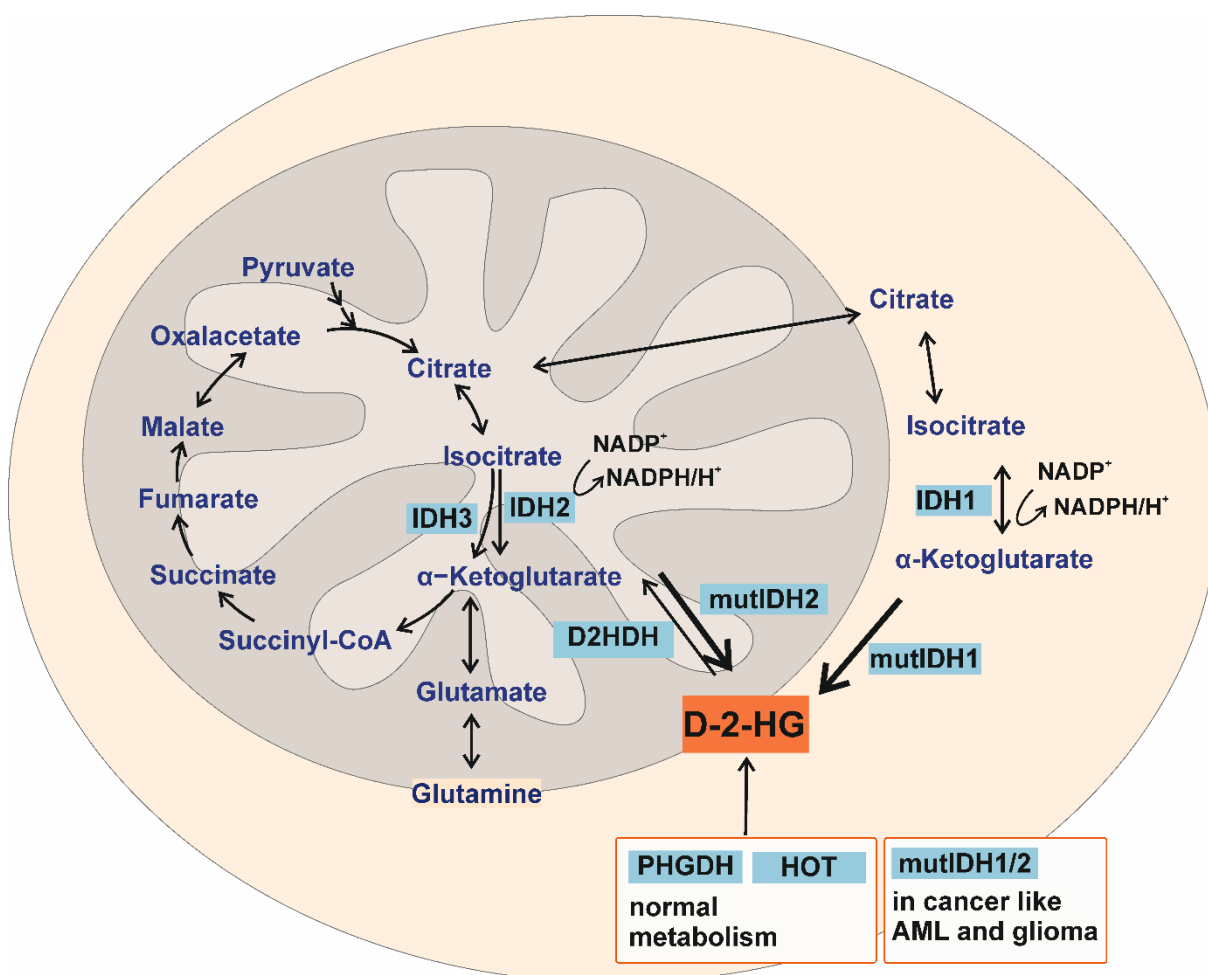 Pyruvate
Oxalacetate
Citrate
Malate
Isocitrate
NADP⁺
NADPH/H⁺
Fumarate
IDH3
IDH2
Succinate
α−Ketoglutarate
Succinyl-CoA
Glutamate
Glutamine
mutIDH2
D2HDH
Citrate
Isocitrate
NADP⁺
IDH1
NADPH/H⁺
α-Ketoglutarate
mutIDH1
D-2-HG
PHGDH
HOT
normal
metabolism
mutIDH1/2
in cancer like
AML and glioma